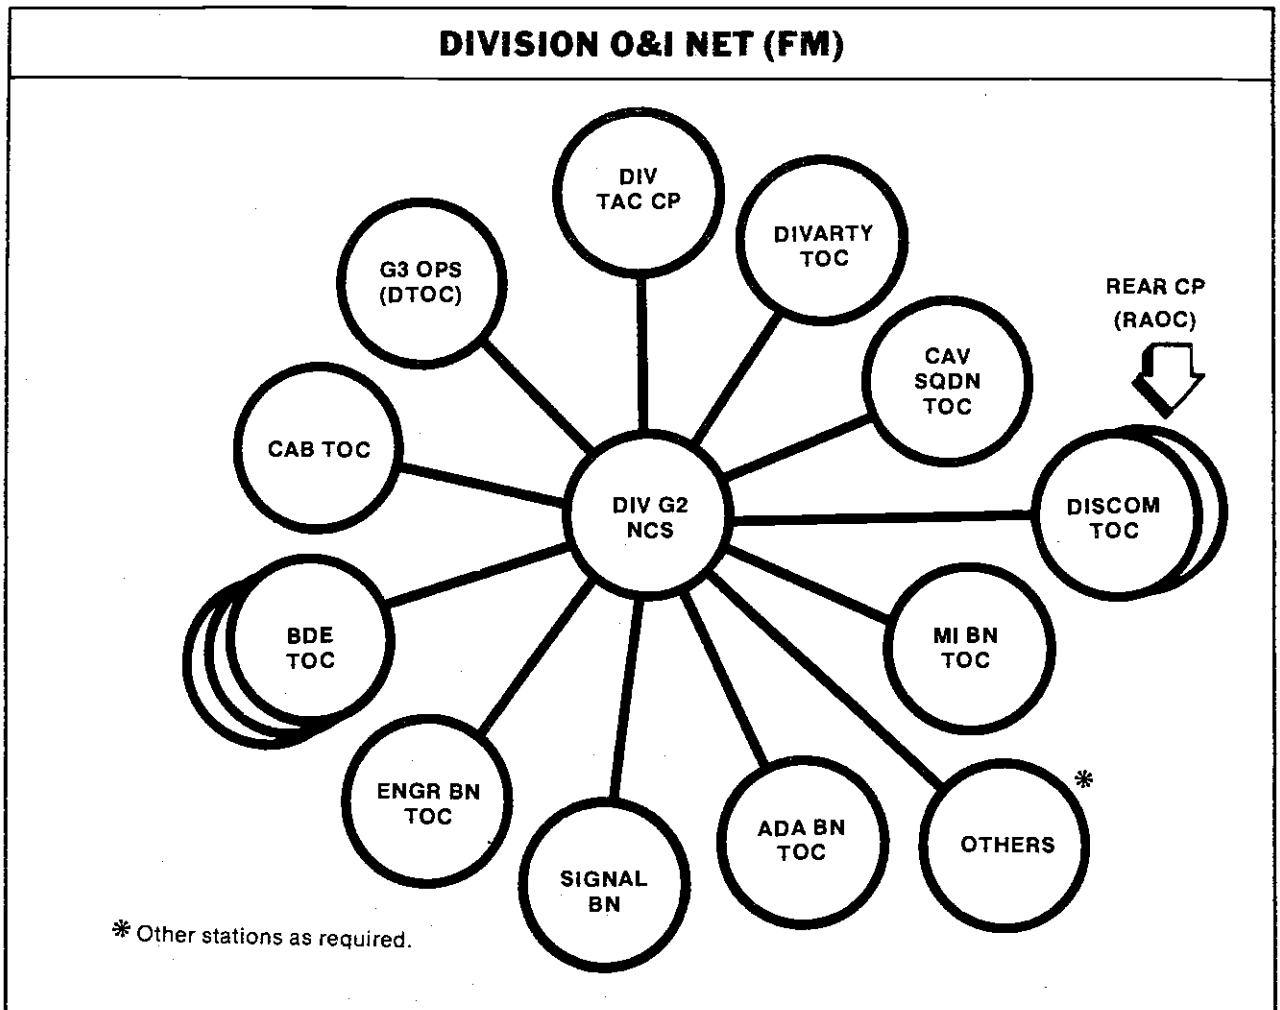 DIVISION O&I NET (FM)
DIV
TAC CP
DIVARTY
TOC
G3 OPS
(DTOC)
REAR CP
(RAOC)
CAV
SQDN
TOC
CAB TOC
DIV G2
NCS
DISCOM
TOC
BDE
TOC
MI BN
TOC
ENGR BN
TOC
ADA BN
TOC
*
OTHERS
SIGNAL
BN
* Other stations as required.